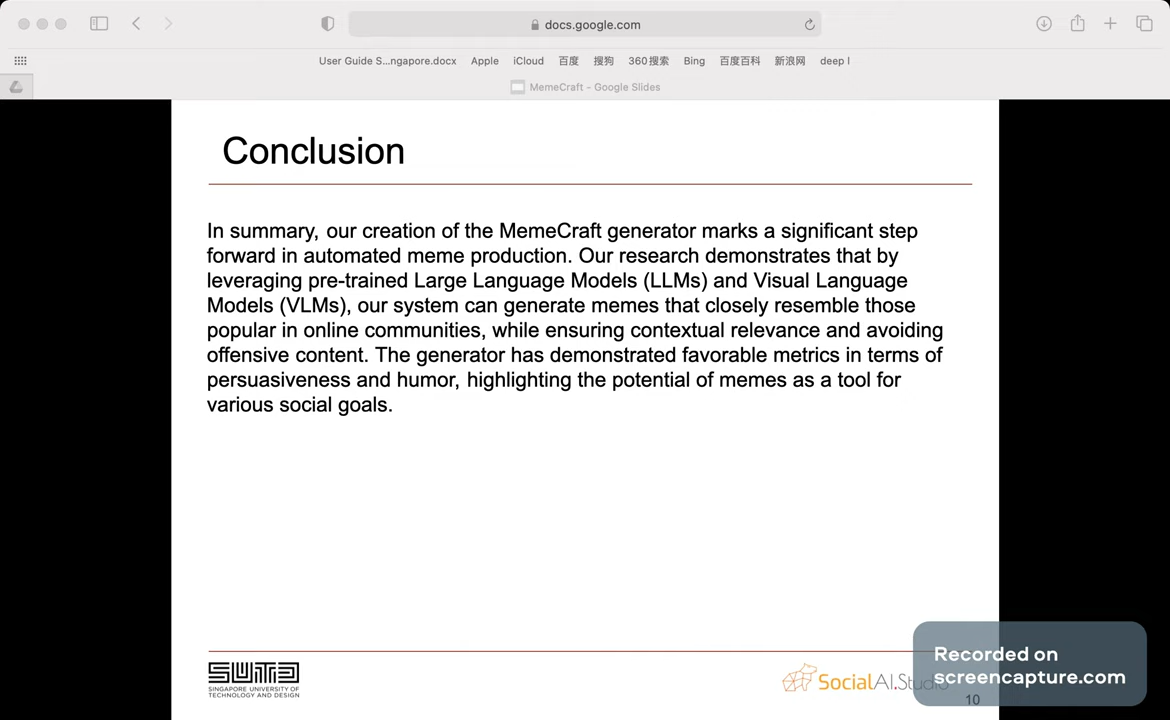 docs.google.com
User Guide S...ngapore.docx Apple iCloud 百度 搜狗 360搜索 Bing 百度百科 新浪网 deep l
MemeCraft - Google Slides
Conclusion
In summary, our creation of the MemeCraft generator marks a significant step
forward in automated meme production. Our research demonstrates that by
leveraging pre-trained Large Language Models (LLMs) and Visual Language
Models (VLMs), our system can generate memes that closely resemble those
popular in online communities, while ensuring contextual relevance and avoiding
offensive content. The generator has demonstrated favorable metrics in terms of
persuasiveness and humor, highlighting the potential of memes as a tool for
various social goals.
SUTD
SINGAPORE UNIVERSITY OF
TECHNOLOGY AND DESIGN
SocialAI.Studio
Recorded on
screencapture.com
10